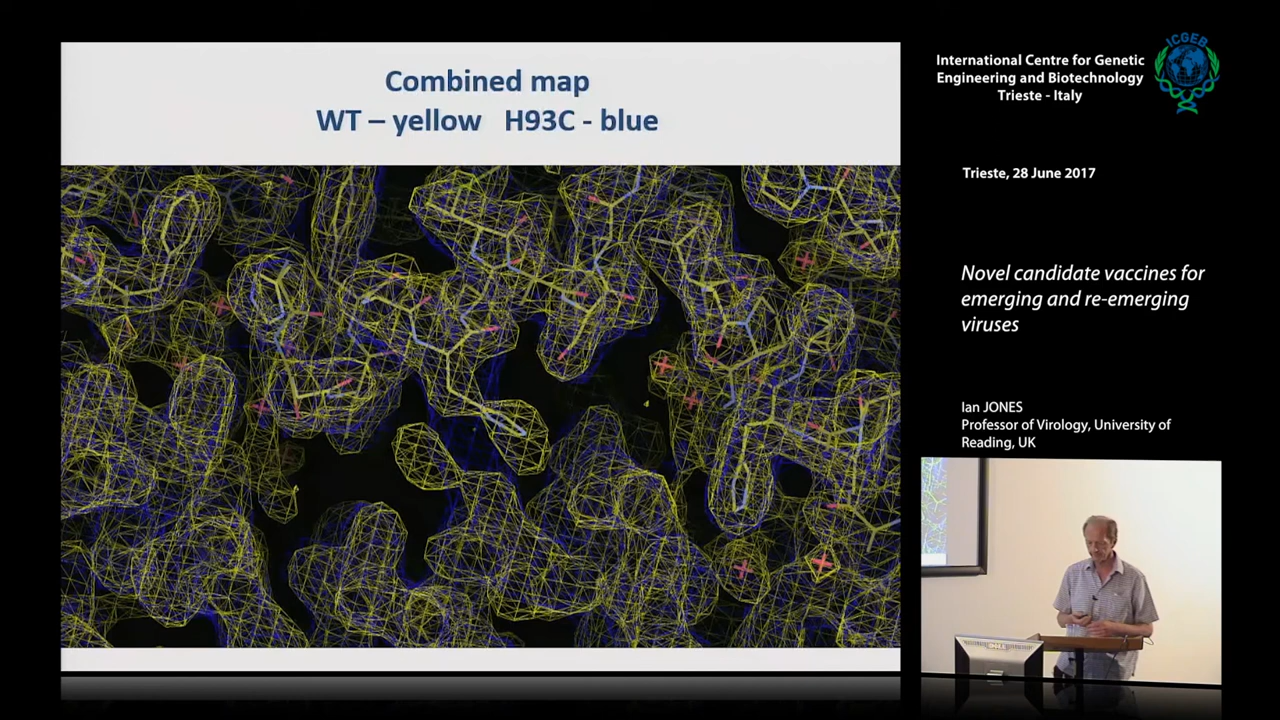 Combined map
WT – yellow H93C - blue
ICGEB
International Centre for Genetic
Engineering and Biotechnology
Trieste - Italy
Trieste, 28 June 2017
Novel candidate vaccines for
emerging and re-emerging
viruses
Ian JONES
Professor of Virology, University of
Reading, UK